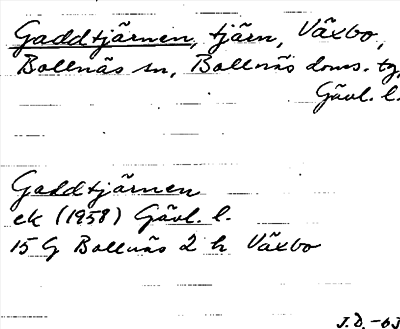 Gaddtjärnen, tjärn, Växbo,
Bollnäs sn, Bollnäs doms. tg,
Gävl. l.
Gaddtjärnen
ek (1958) Gävl. l.
15 G Bollnäs 2 h Växbo
J.D. -63